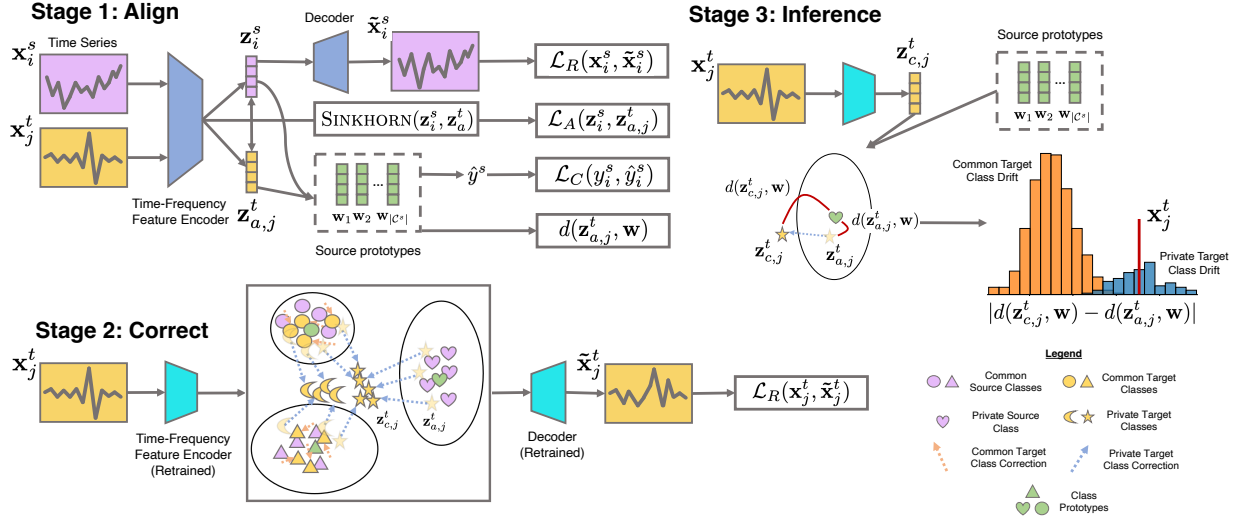 Stage 1: Align
Time Series
x_i^s
x_j^t
Time-Frequency
Feature Encoder
z_i^s
z_{a,j}^t
Decoder
x̃_i^s
L_R(x_i^s, x̃_i^s)
SINKHORN(z_i^s, z_a^t)
L_A(z_i^s, z_{a,j}^t)
w_1 w_2 ... w_{|C^s|}
Source prototypes
ŷ^s
L_C(y_i^s, ŷ_i^s)
d(z_{a,j}^t, w)
Stage 2: Correct
x_j^t
Time-Frequency
Feature Encoder
(Retrained)
z_{c,j}^t
z_{a,j}^t
Decoder
(Retrained)
x̃_j^t
L_R(x_j^t, x̃_j^t)
Stage 3: Inference
x_j^t
z_{c,j}^t
Source prototypes
w_1 w_2 ... w_{|C^s|}
d(z_{c,j}^t, w)
d(z_{a,j}^t, w)
z_{c,j}^t
z_{a,j}^t
Common Target
Class Drift
x_j^t
Private Target
Class Drift
|d(z_{c,j}^t, w) − d(z_{a,j}^t, w)|
Legend
Common
Source Classes
Common Target
Classes
Private Source
Class
Private Target
Classes
Common Target
Class Correction
Private Target
Class Correction
Class
Prototypes